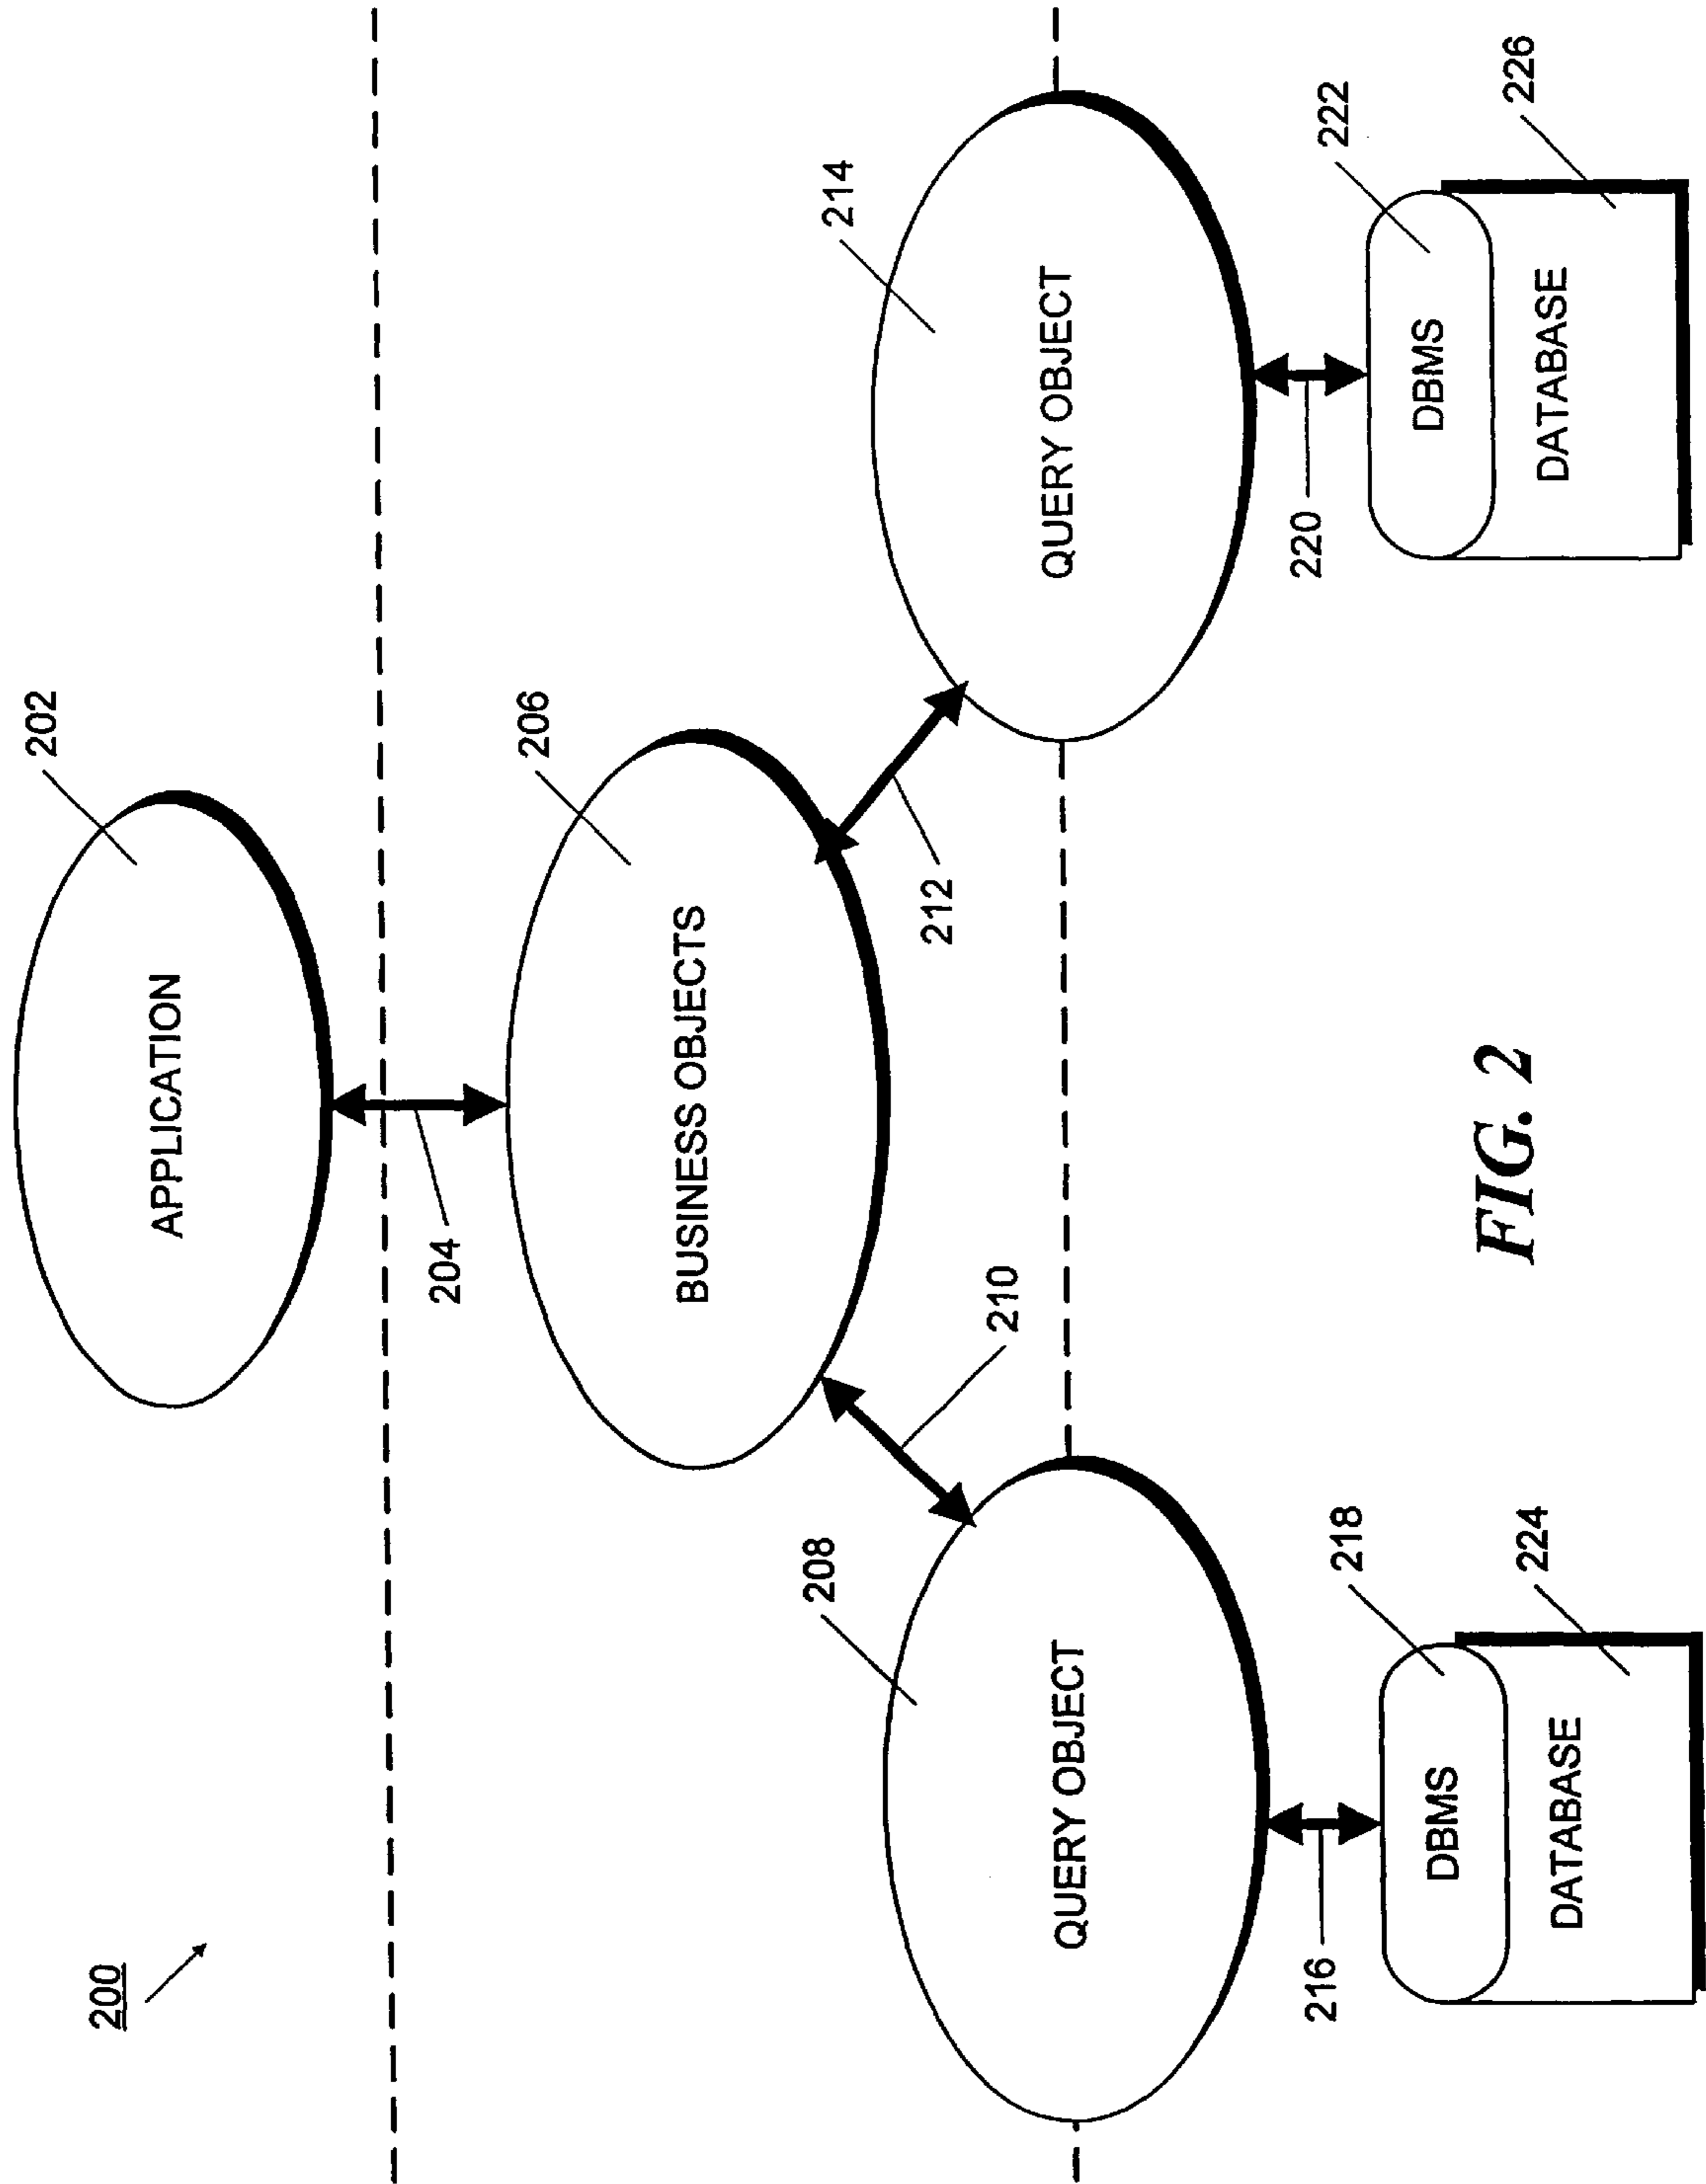 200
202
APPLICATION
204
206
BUSINESS OBJECTS
210
212
208
214
QUERY OBJECT
QUERY OBJECT
216
220
218
222
DBMS
DBMS
224
226
DATABASE
DATABASE
FIG. 2